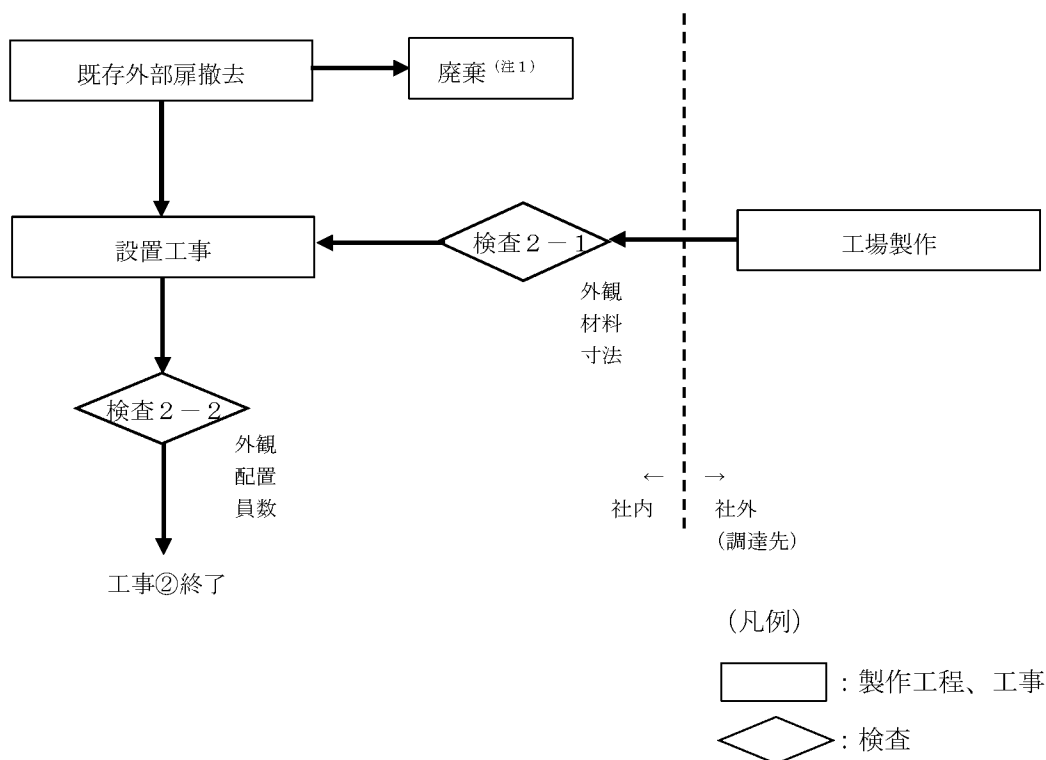 既存外部扉撤去
廃棄（注１）
設置工事
検査２－１
工場製作
外観
材料
寸法
検査２－２
外観
配置
員数
← →
社内 社外
(調達先)
工事②終了
(凡例)
：製作工程、工事
：検査